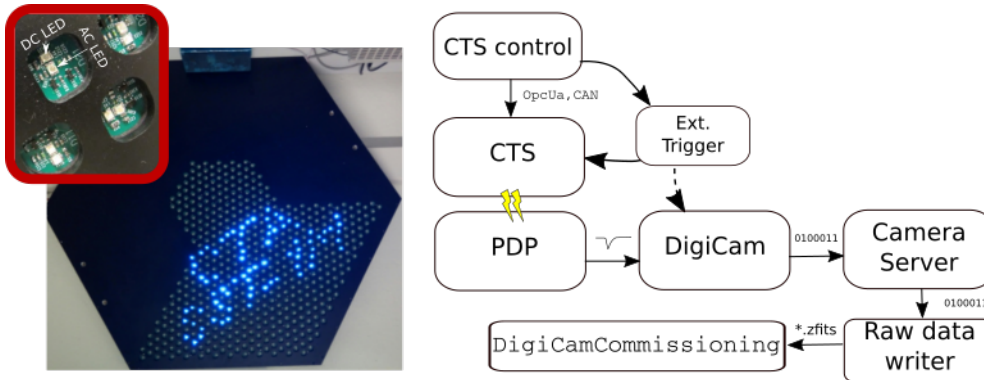 DC LED
AC LED
CTS control
OpcUa,CAN
Ext.
Trigger
CTS
PDP
DigiCam
0100011
Camera
Server
0100011
*.zfits
Raw data
writer
DigiCamCommissioning